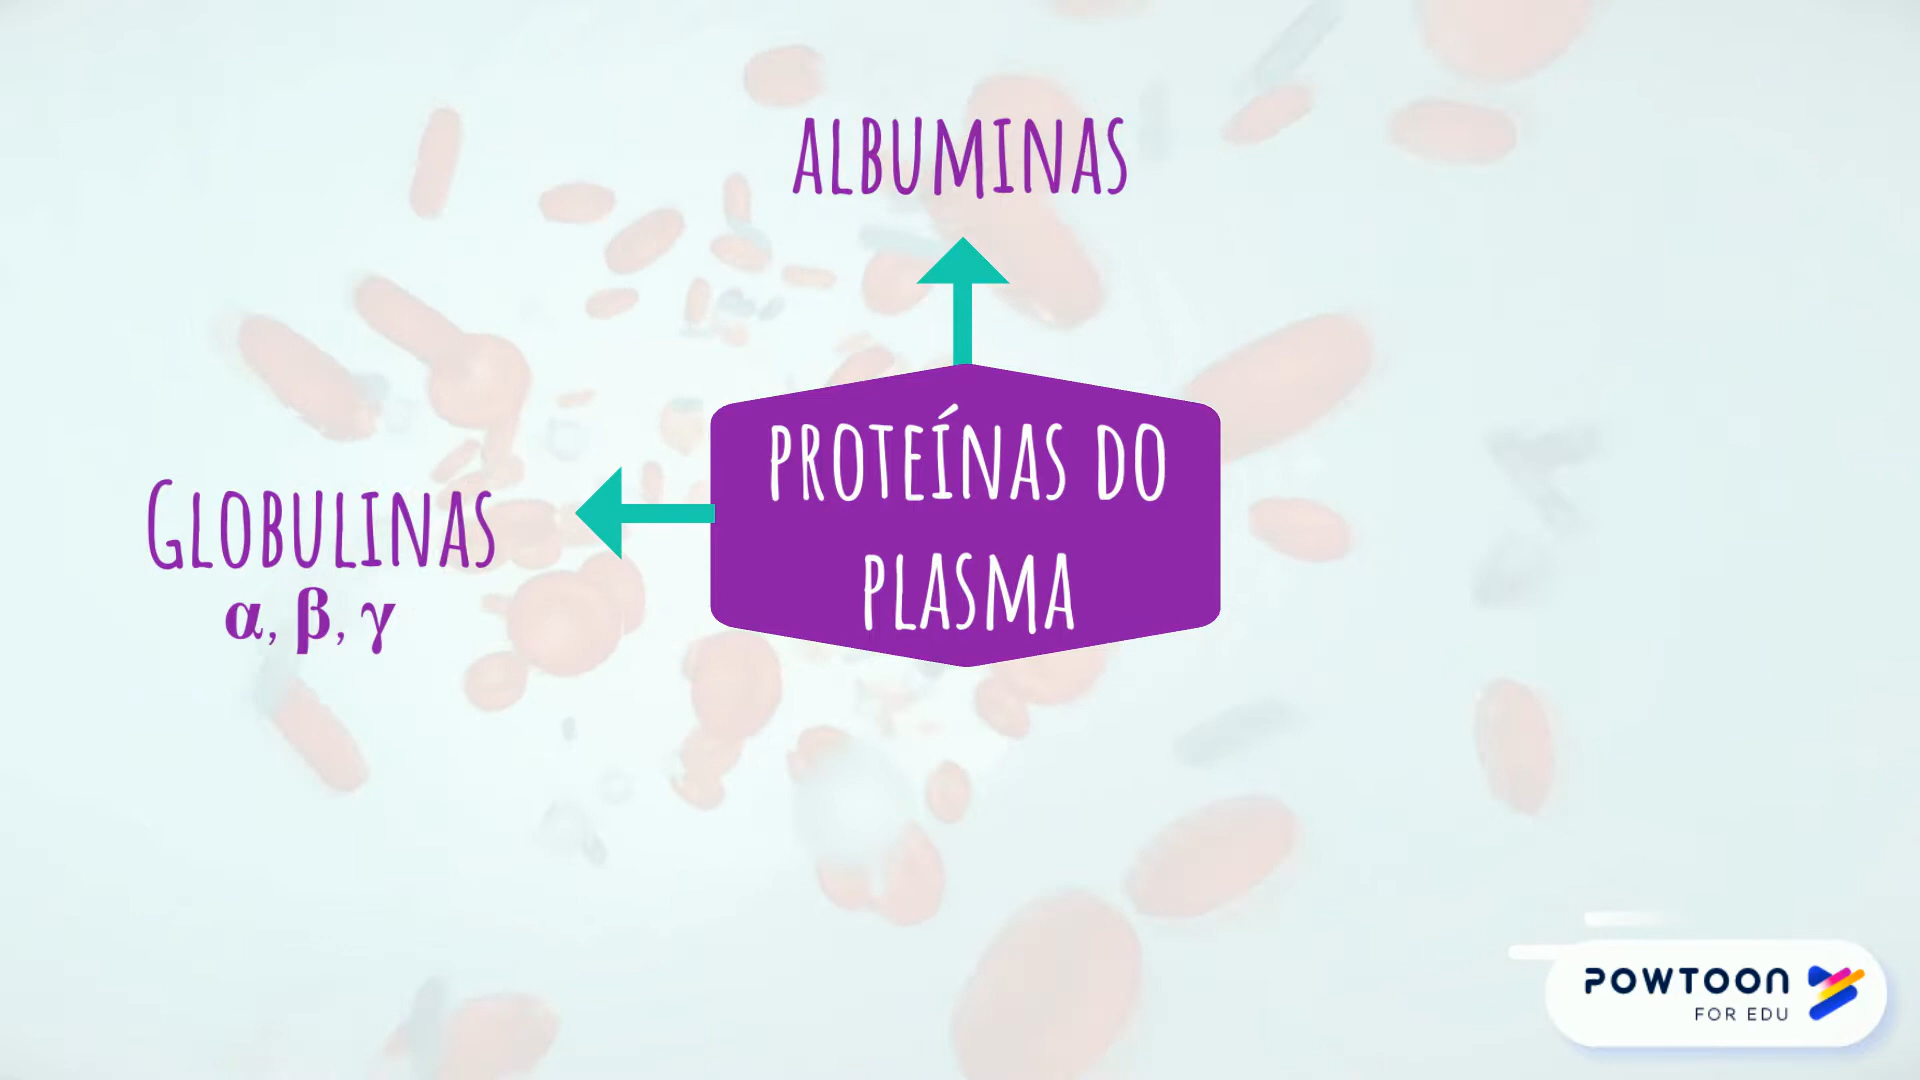 ALBUMINAS
PROTEÍNAS DO
PLASMA
GLOBULINAS
α, β, γ
POWTOON
FOR EDU